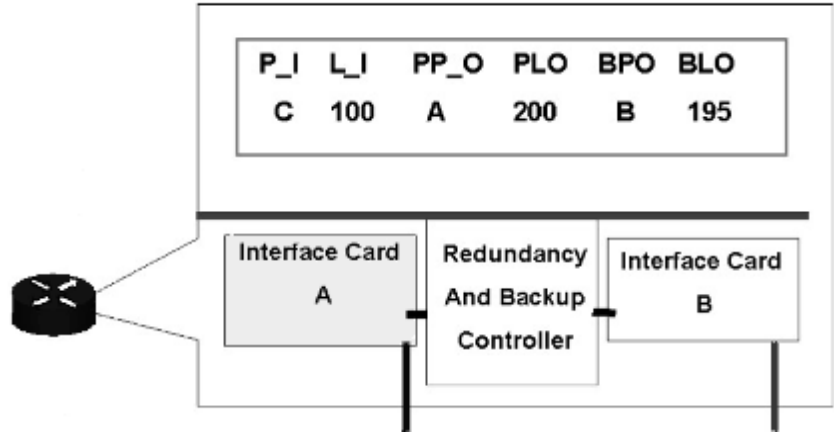 P_I L_I PP_O PLO BPO BLO
C 100 A 200 B 195
Interface Card
A
Redundancy
And Backup
Controller
Interface Card
B